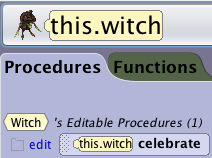 this.witch
Procedures Functions
Witch 's Editable Procedures (1)
edit this.witch celebrate